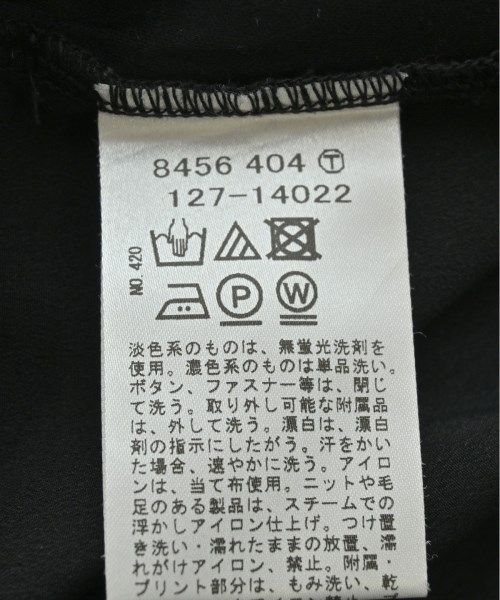 8456 404 Ⓣ
127-14022
NO.420
P W
淡色系のものは、無蛍光洗剤を
使用。濃色系のものは単品洗い。
ボタン、ファスナー等は、閉じ
て洗う。取り外し可能な附属品
は、外して洗う。漂白は、漂白
剤の指示にしたがう。汗をかい
た場合、速やかに洗う。アイロ
ンは、当て布使用。ニットや毛
足のある製品は、スチームでの
浮かしアイロン仕上げ。つけ置
き洗い・濡れたままの放置、濡
れがけアイロン、禁止。附属・
プリント部分は、もみ洗い、乾